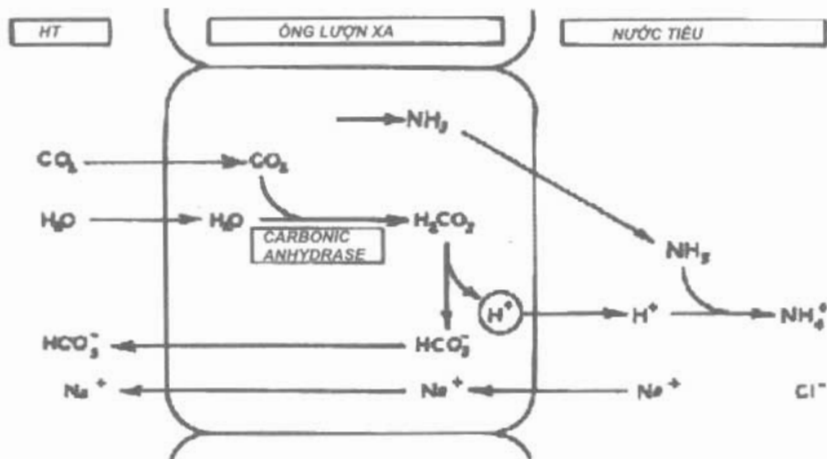 HT ỐNG LƯỢN XA NƯỚC TIỂU
NH₃
CO₂ CO₂
H₂O H₂O H₂CO₃
CARBONIC
ANHYDRASE
NH₃
H⁺ H⁺ NH₄⁺
HCO₃⁻ HCO₃⁻
Na⁺ Na⁺ Na⁺ Cl⁻